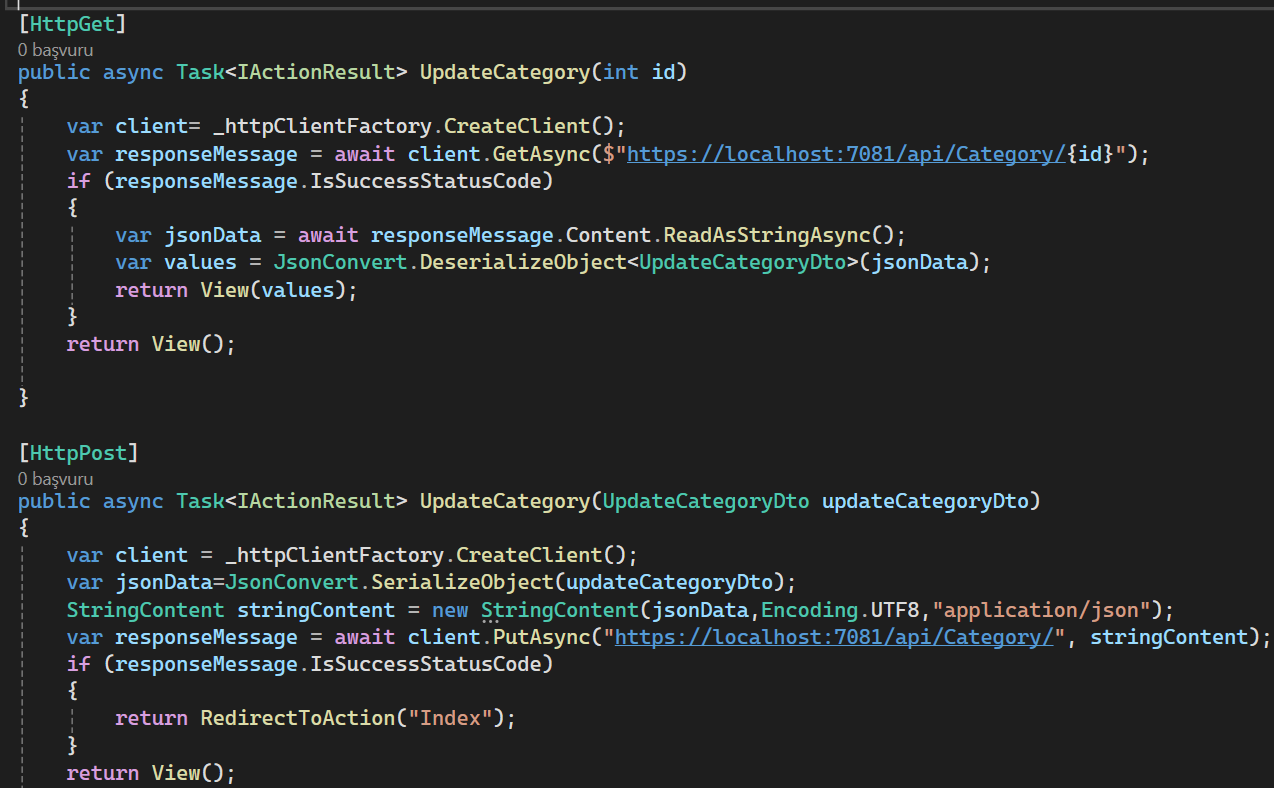 [HttpGet]
0 başvuru
public async Task<IActionResult> UpdateCategory(int id)
{
    var client= _httpClientFactory.CreateClient();
    var responseMessage = await client.GetAsync($"https://localhost:7081/api/Category/{id}");
    if (responseMessage.IsSuccessStatusCode)
    {
        var jsonData = await responseMessage.Content.ReadAsStringAsync();
        var values = JsonConvert.DeserializeObject<UpdateCategoryDto>(jsonData);
        return View(values);
    }
    return View();
}
[HttpPost]
0 başvuru
public async Task<IActionResult> UpdateCategory(UpdateCategoryDto updateCategoryDto)
{
    var client = _httpClientFactory.CreateClient();
    var jsonData=JsonConvert.SerializeObject(updateCategoryDto);
    StringContent stringContent = new StringContent(jsonData,Encoding.UTF8,"application/json");
    var responseMessage = await client.PutAsync("https://localhost:7081/api/Category/", stringContent);
    if (responseMessage.IsSuccessStatusCode)
    {
        return RedirectToAction("Index");
    }
    return View();